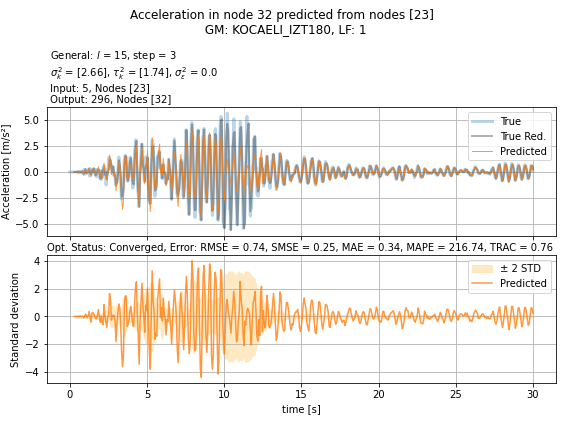 Acceleration in node 32 predicted from nodes [23]
GM: KOCAELI_IZT180, LF: 1
General: l = 15, step = 3
σ²ₖ = [2.66], τ²ₖ = [1.74], σ²ε = 0.0
Input: 5, Nodes [23]
Output: 296, Nodes [32]
Acceleration [m/s²]
5.0
2.5
0.0
−2.5
−5.0
True
True Red.
Predicted
Opt. Status: Converged, Error: RMSE = 0.74, SMSE = 0.25, MAE = 0.34, MAPE = 216.74, TRAC = 0.76
Standard deviation
4
2
0
−2
−4
± 2 STD
Predicted
0 5 10 15 20 25 30
time [s]